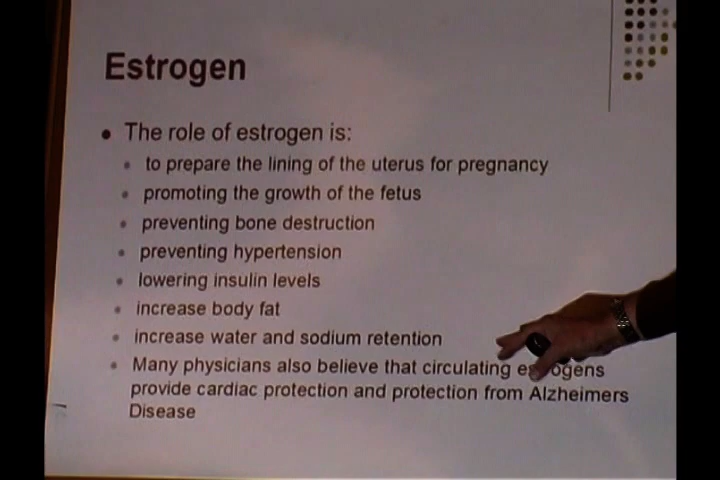 Estrogen
The role of estrogen is:
to prepare the lining of the uterus for pregnancy
promoting the growth of the fetus
preventing bone destruction
preventing hypertension
lowering insulin levels
increase body fat
increase water and sodium retention
Many physicians also believe that circulating estrogens
provide cardiac protection and protection from Alzheimers
Disease